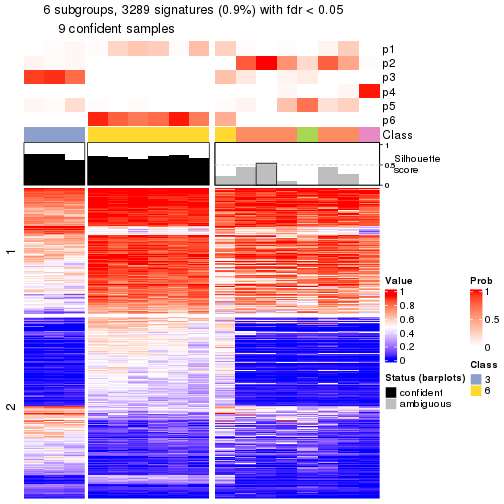 6 subgroups, 3289 signatures (0.9%) with fdr < 0.05
9 confident samples
p1
p2
p3
p4
p5
p6
Class
1
0.5
0
Silhouette
score
1
2
Value
1
0.8
0.6
0.4
0.2
0
Prob
1
0.5
0
Status (barplots)
confident
ambiguous
Class
3
6